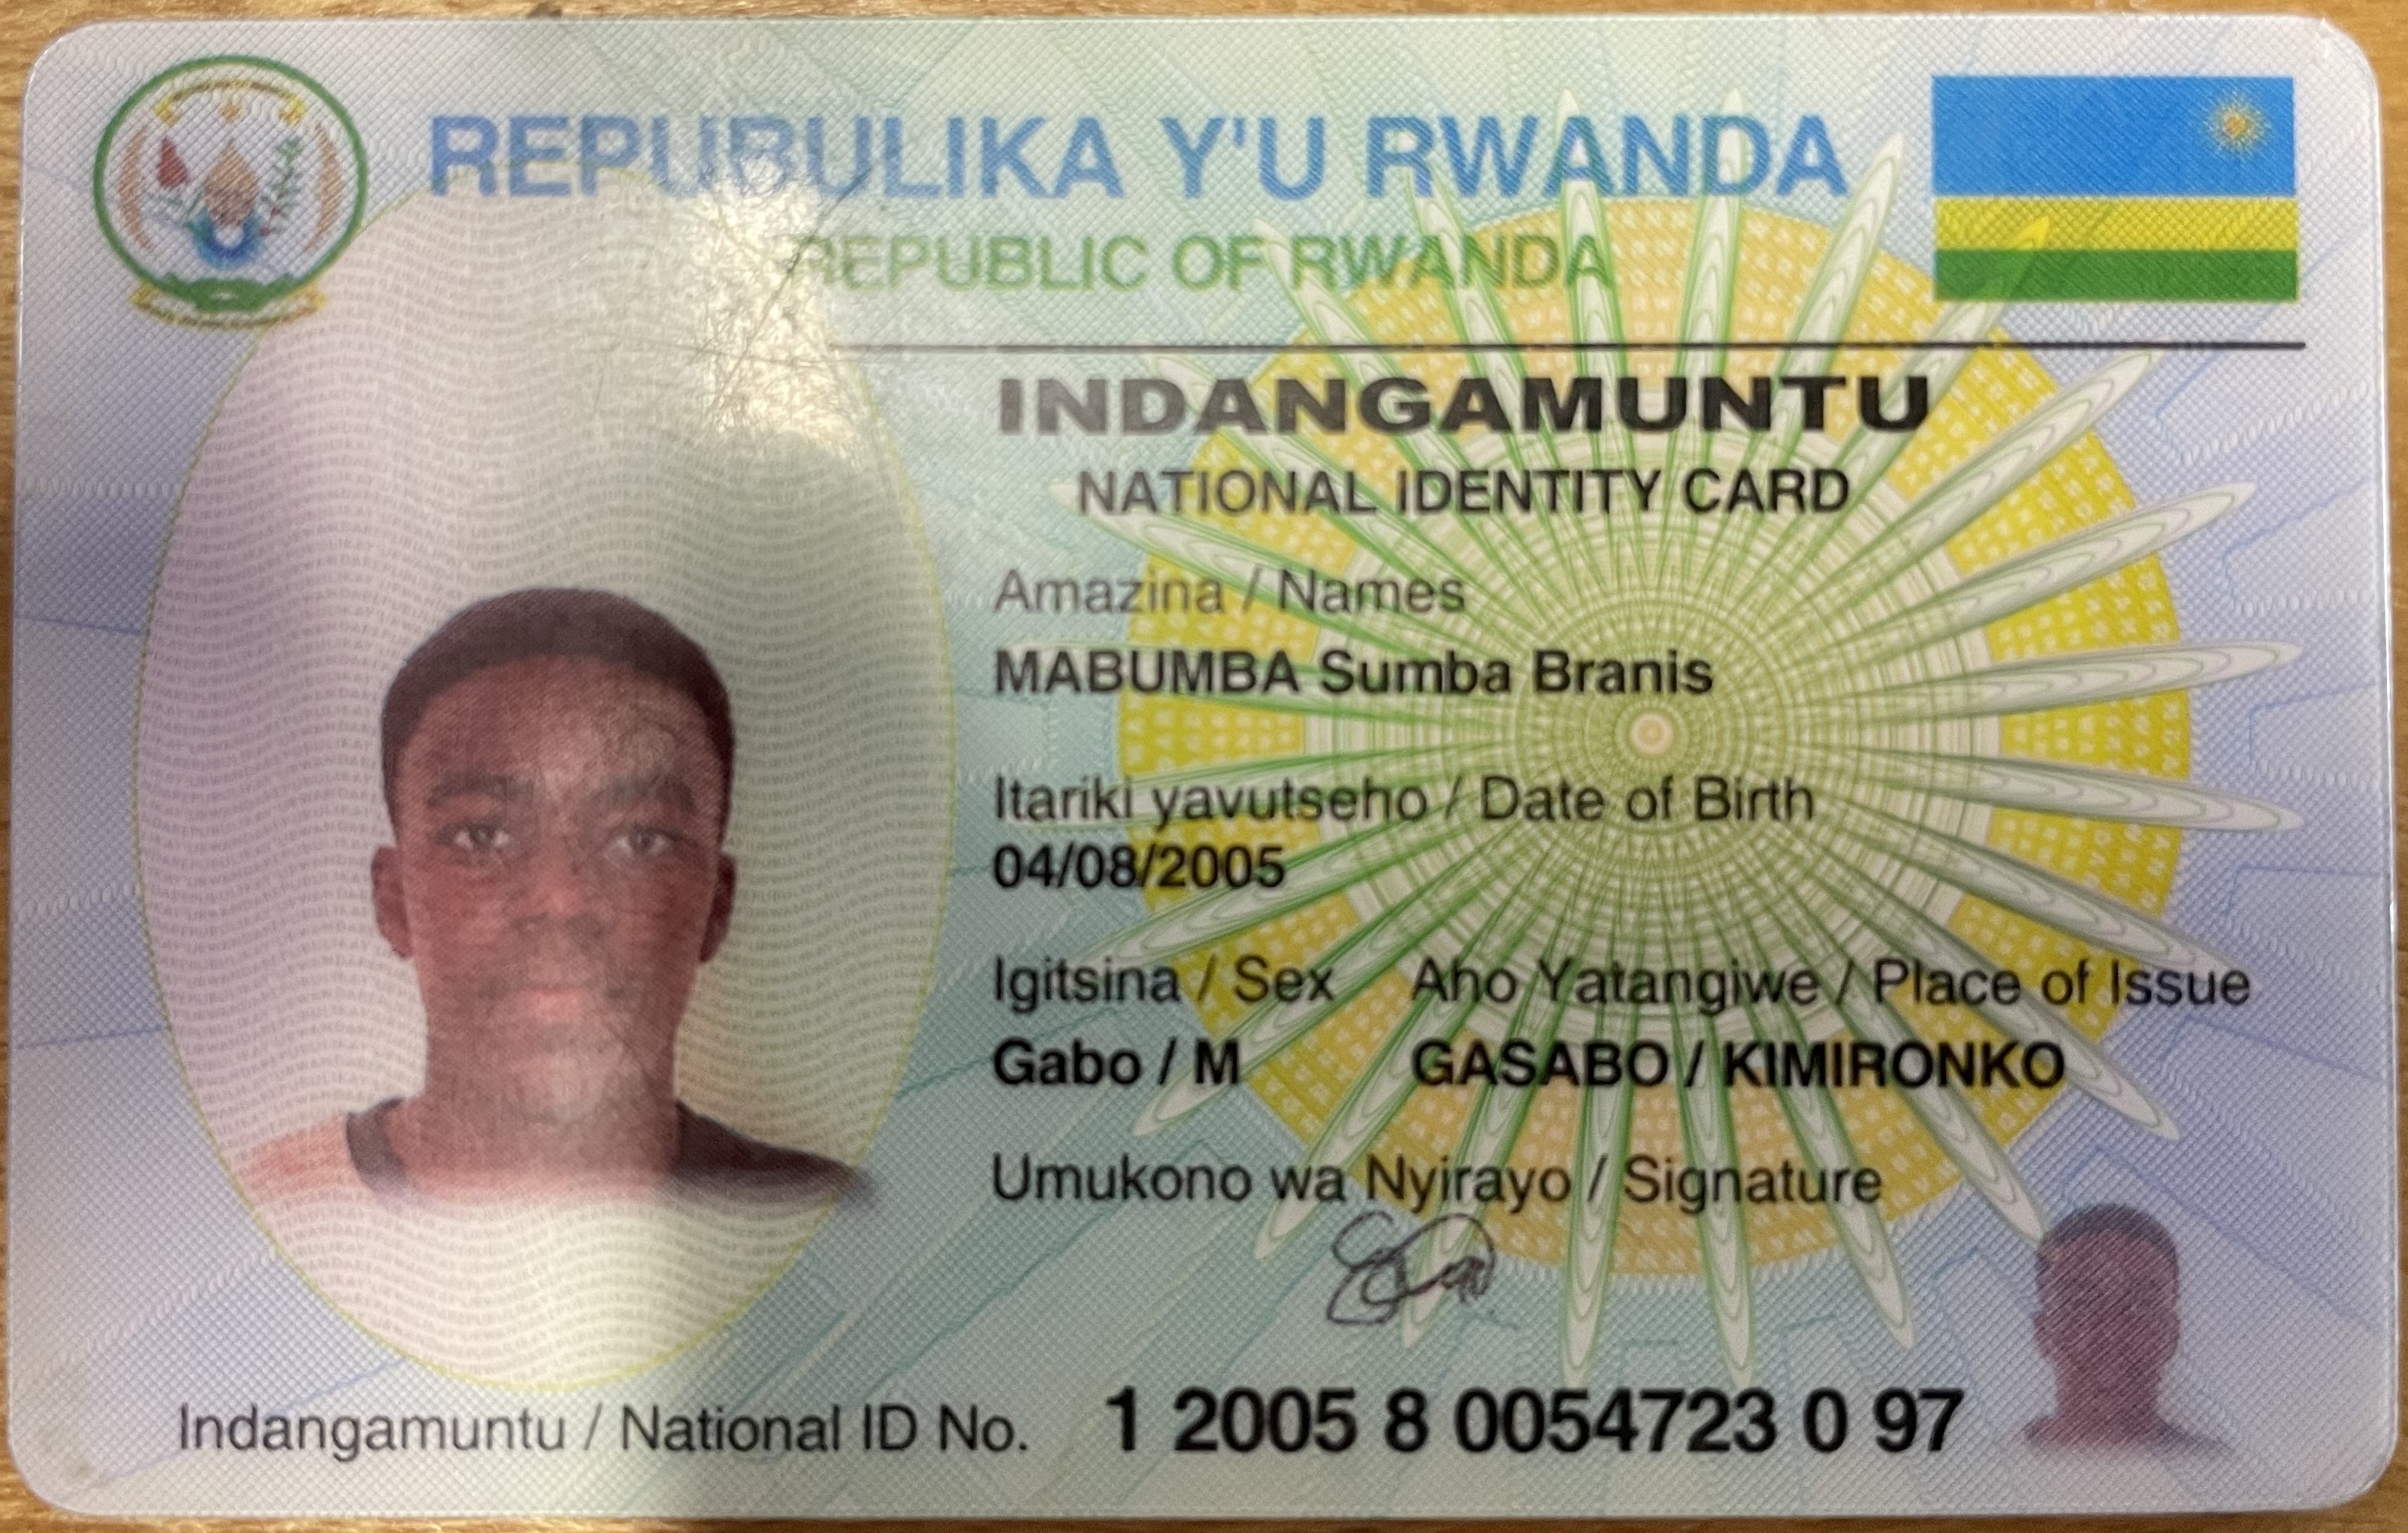 REPUBULIKA Y'U RWANDA
REPUBLIC OF RWANDA
INDANGAMUNTU
NATIONAL IDENTITY CARD
Amazina / Names
MABUMBA Sumba Branis
Itariki yavutseho / Date of Birth
04/08/2005
Igitsina / Sex Aho Yatangiwe / Place of Issue
Gabo / M GASABO / KIMIRONKO
Umukono wa Nyirayo / Signature
Indangamuntu / National ID No. 1 2005 8 0054723 0 97